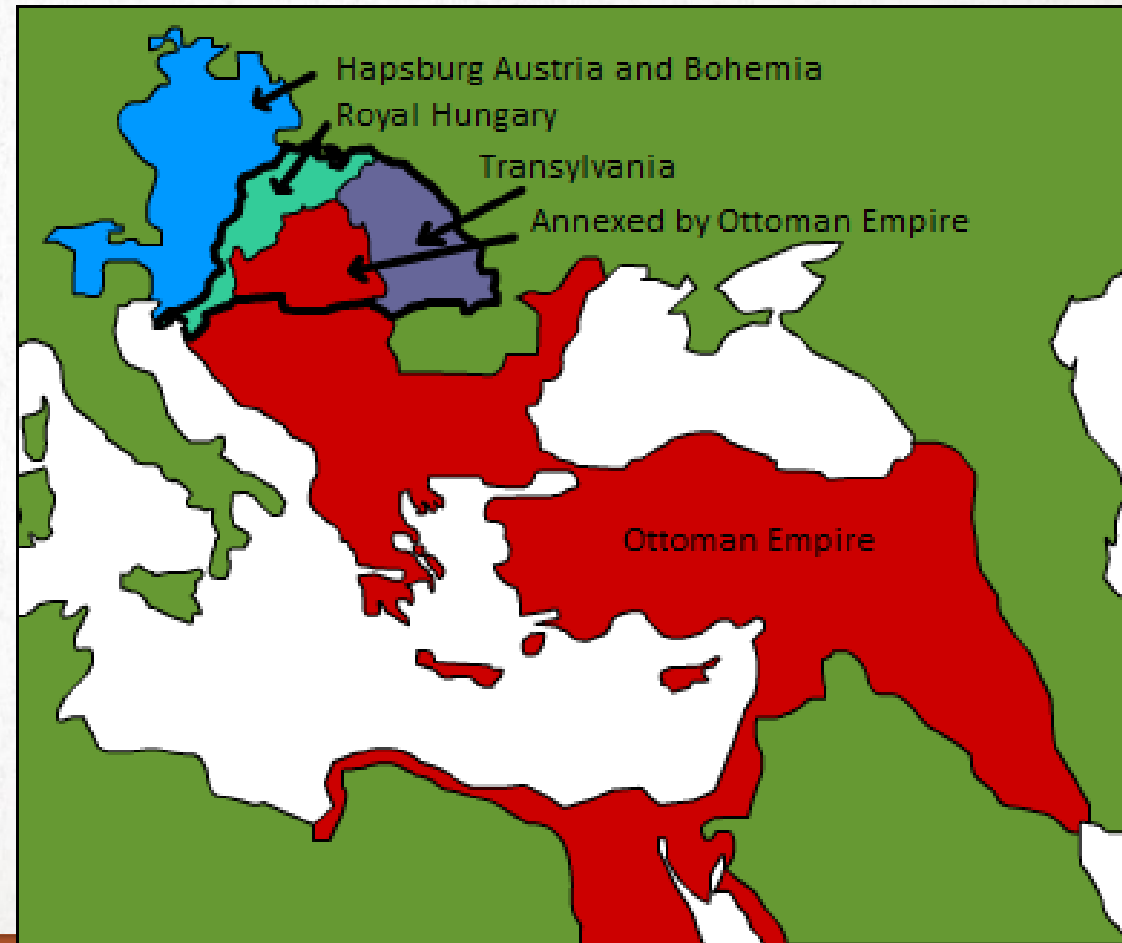 Hapsburg Austria and Bohemia
Royal Hungary
Transylvania
Annexed by Ottoman Empire
Ottoman Empire